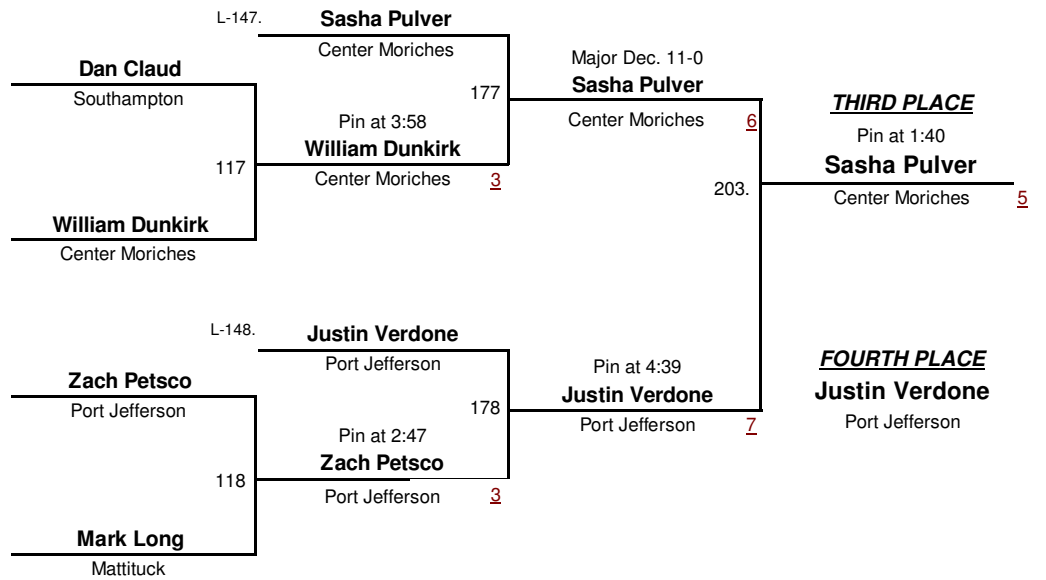 L-147.
Sasha Pulver
Center Moriches
Dan Claud
Southampton
117
Pin at 3:58
William Dunkirk
Center Moriches 3
William Dunkirk
Center Moriches
177
Major Dec. 11-0
Sasha Pulver
Center Moriches 6
203.
THIRD PLACE
Pin at 1:40
Sasha Pulver
Center Moriches 5
L-148.
Justin Verdone
Port Jefferson
Zach Petsco
Port Jefferson
118
Pin at 2:47
Zach Petsco
Port Jefferson 3
Mark Long
Mattituck
178
Pin at 4:39
Justin Verdone
Port Jefferson 7
FOURTH PLACE
Justin Verdone
Port Jefferson